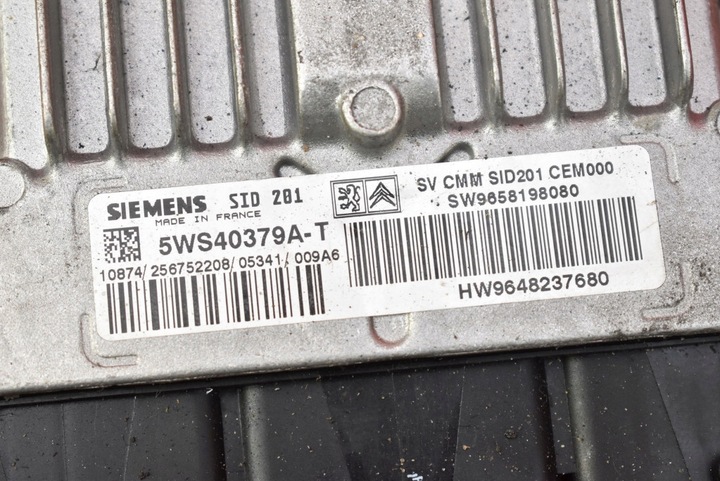 SIEMENS SID 201
MADE IN FRANCE
5WS40379A-T
10874/256752208/05341/009A6
SV CMM SID201 CEM000
SW9658198080
HW9648237680